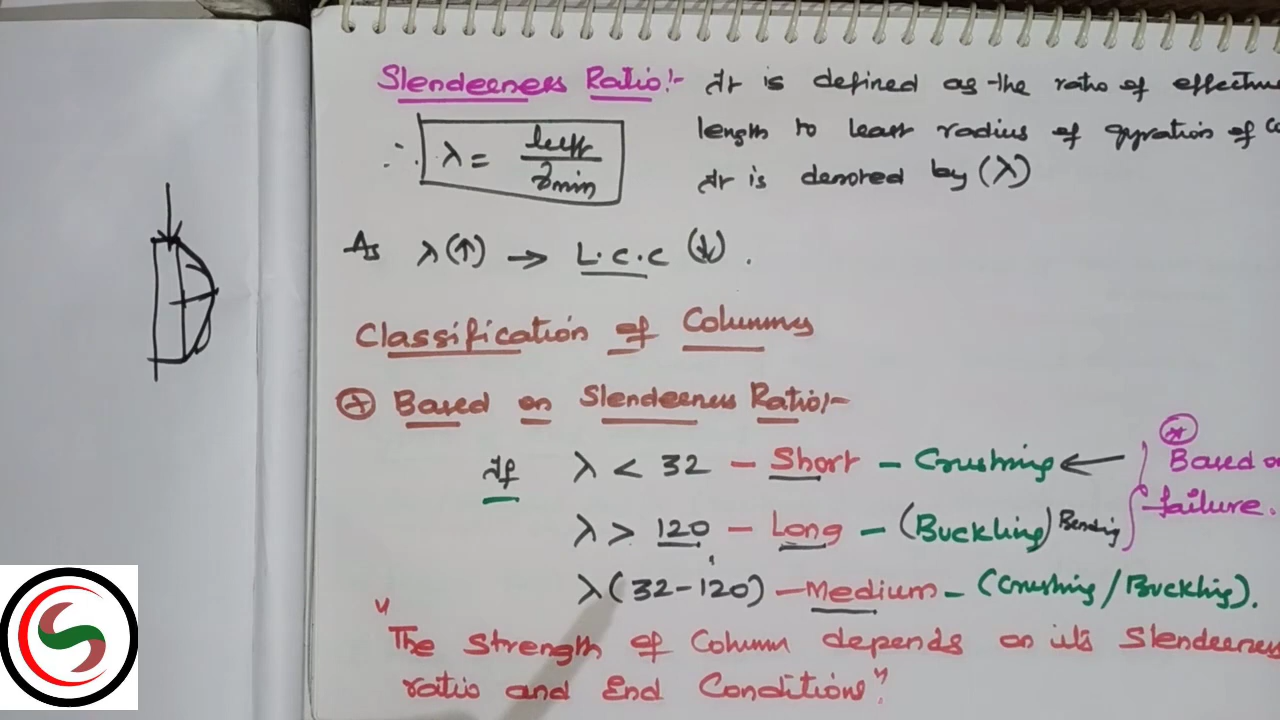 Slendeeness Ratio:- It is defined as the ratio of effective
length to least radius of gyration of
It is denoted by (λ)
∴ λ = leff / rmin
As λ(↑) → L.C.C (↓).
Classification of Columns
* Based on Slendeeness Ratio:-
If λ < 32 - Short - Crushing ←
λ > 120 - Long - (Buckling) Bending
λ (32-120) - Medium - (Crushing / Buckling).
* Based on
failure.
"The Strength of Column depends on its Slendeeness
ratio and End Conditions".